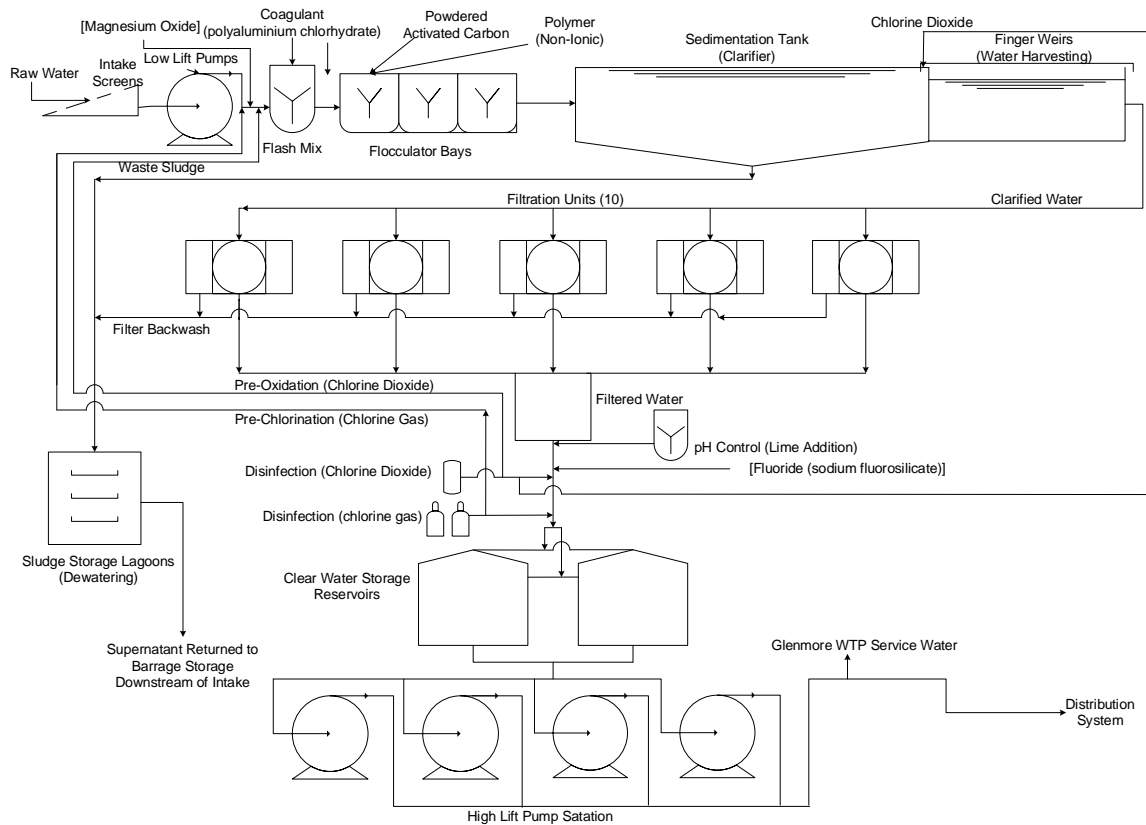 Coagulant
(polyaluminium chlorhydrate)
[Magnesium Oxide]
Powdered
Activated Carbon
Polymer
(Non-Ionic)
Chlorine Dioxide
Sedimentation Tank
(Clarifier)
Finger Weirs
(Water Harvesting)
Raw Water
Intake
Screens
Low Lift Pumps
Flash Mix
Flocculator Bays
Waste Sludge
Filtration Units (10)
Clarified Water
Filter Backwash
Pre-Oxidation (Chlorine Dioxide)
Filtered Water
Pre-Chlorination (Chlorine Gas)
pH Control (Lime Addition)
Disinfection (Chlorine Dioxide)
[Fluoride (sodium fluorosilicate)]
Disinfection (chlorine gas)
Sludge Storage Lagoons
(Dewatering)
Clear Water Storage
Reservoirs
Supernatant Returned to
Barrage Storage
Downstream of Intake
Glenmore WTP Service Water
Distribution
System
High Lift Pump Satation